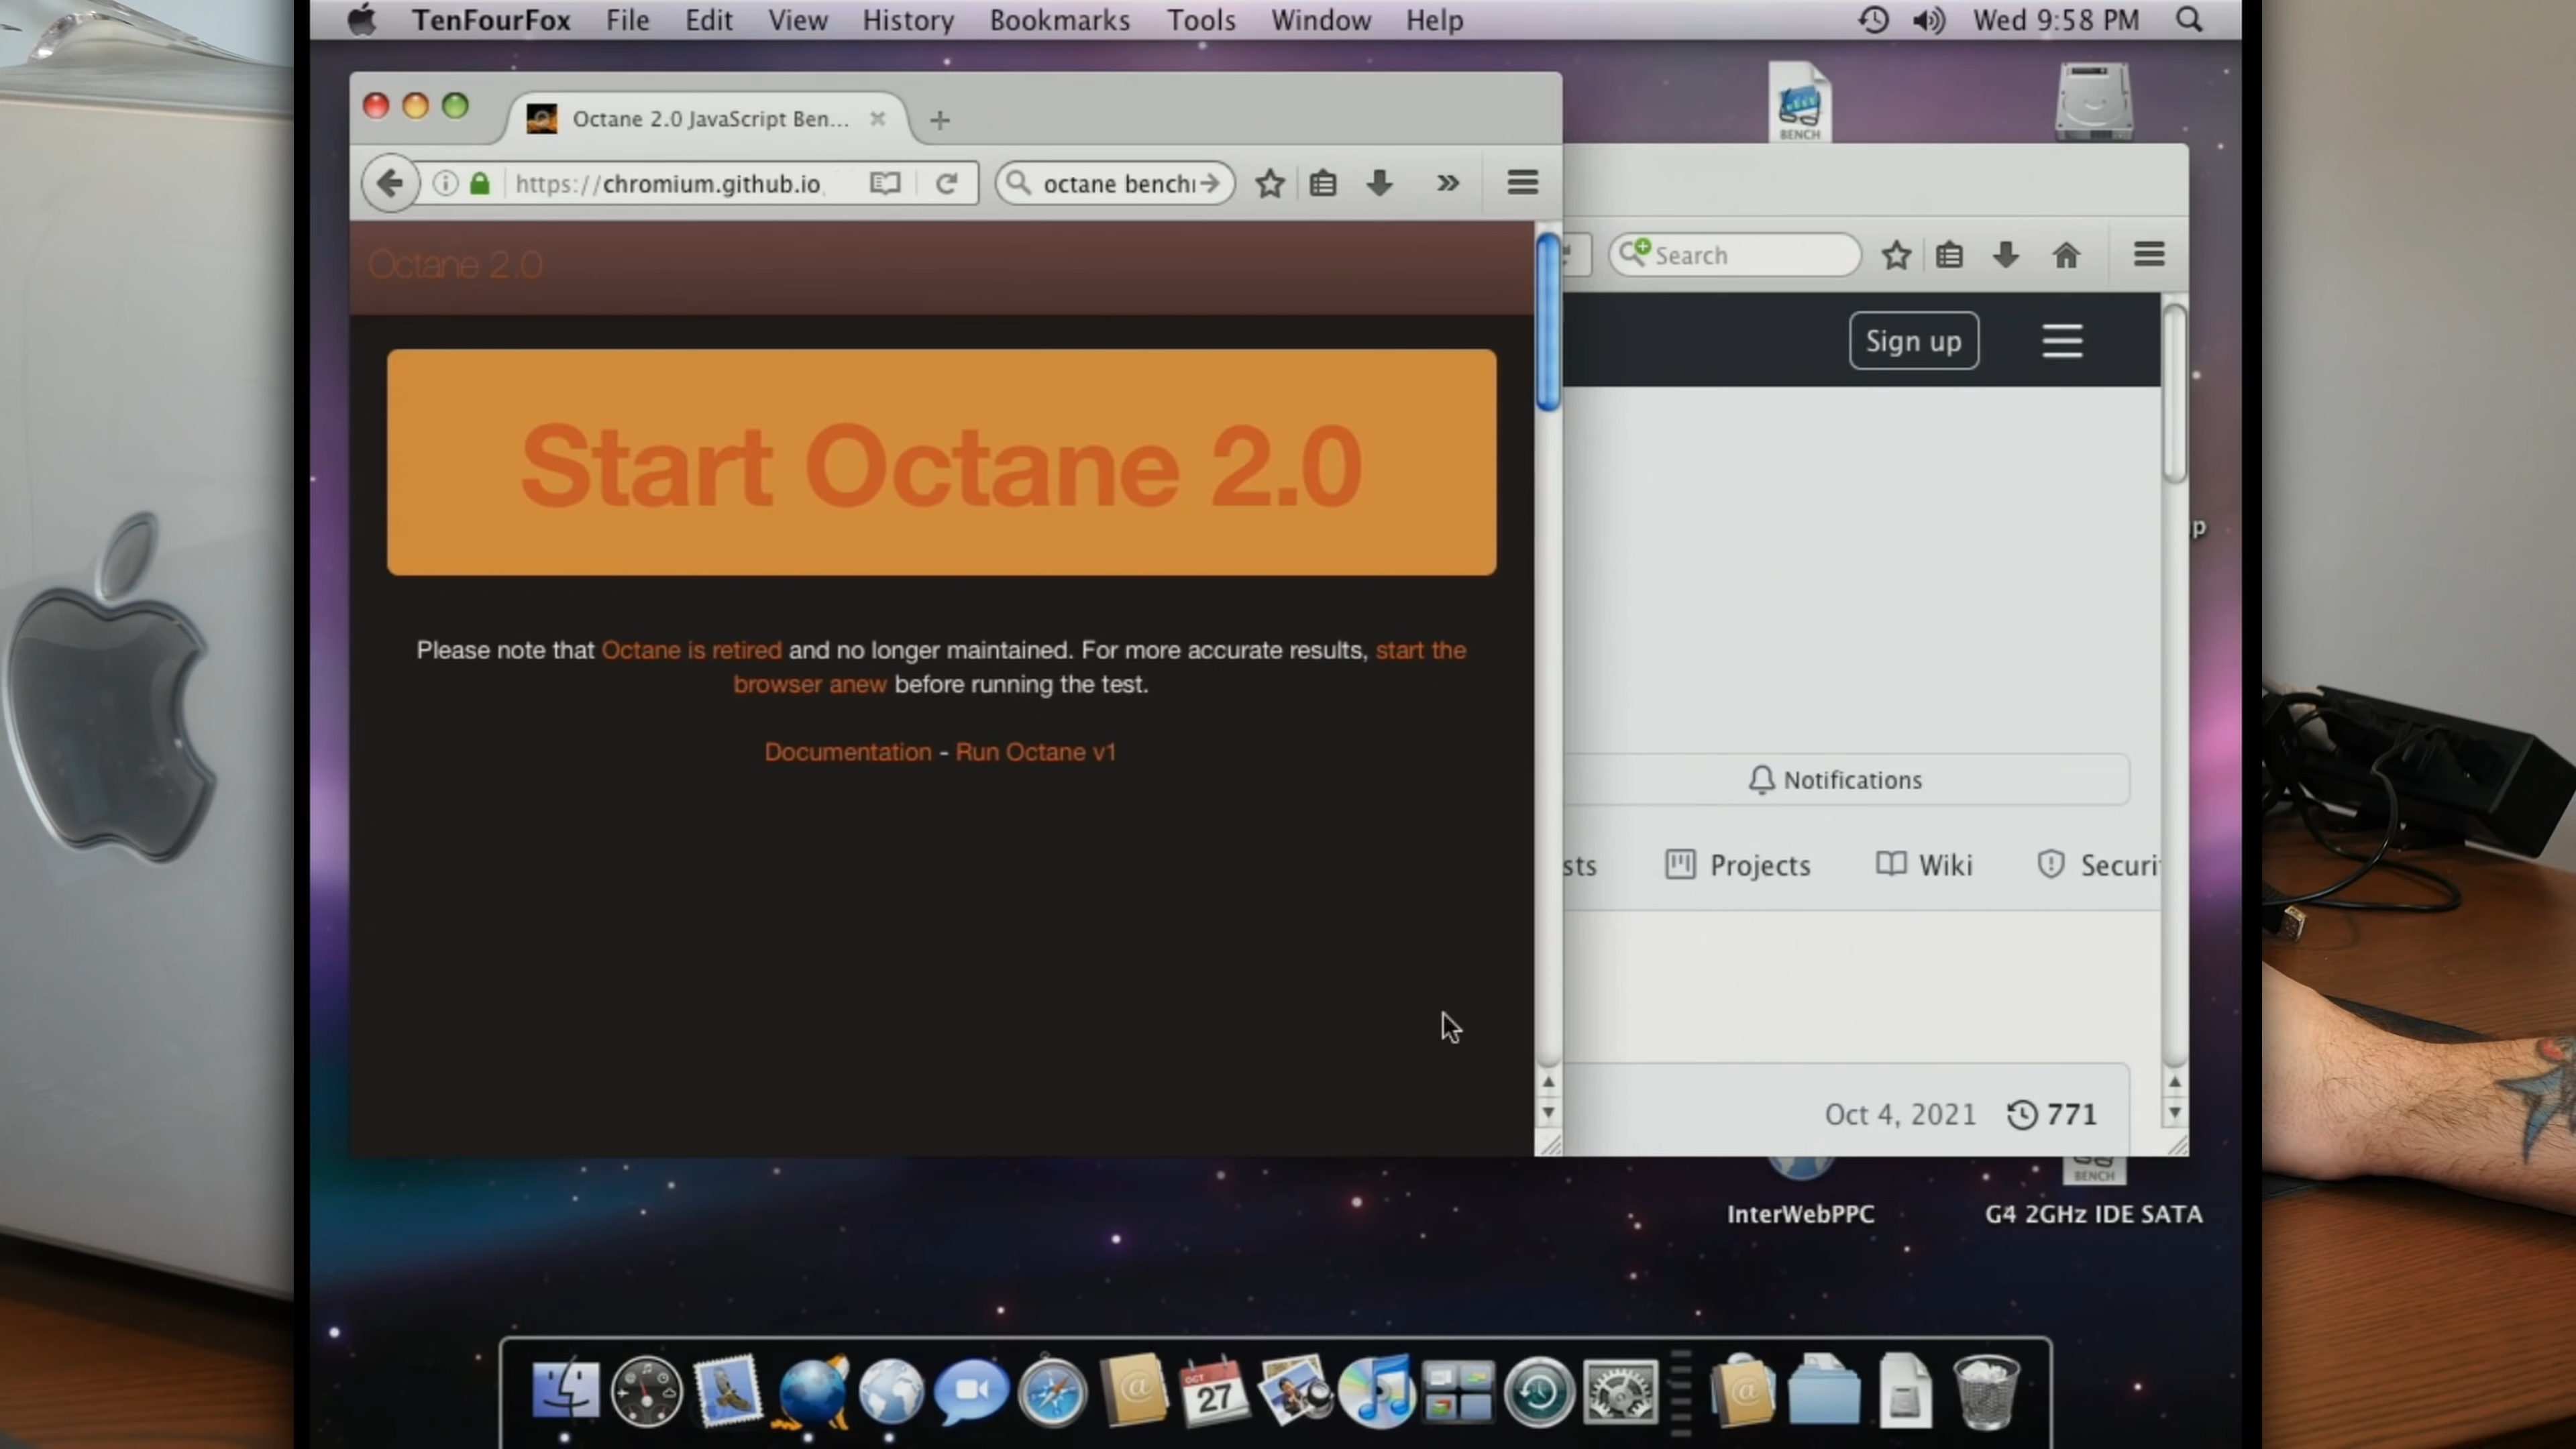 TenFourFox File Edit View History Bookmarks Tools Window Help Wed 9:58 PM
BENCH
Octane 2.0 JavaScript Ben...
https://chromium.github.io
octane benchı
Search
Octane 2.0
Sign up
Start Octane 2.0
Please note that Octane is retired and no longer maintained. For more accurate results, start the
browser anew before running the test.
Documentation - Run Octane v1
p
Notifications
sts Projects Wiki Securi
Oct 4, 2021 771
BENCH
InterWebPPC G4 2GHz IDE SATA
OCT
27